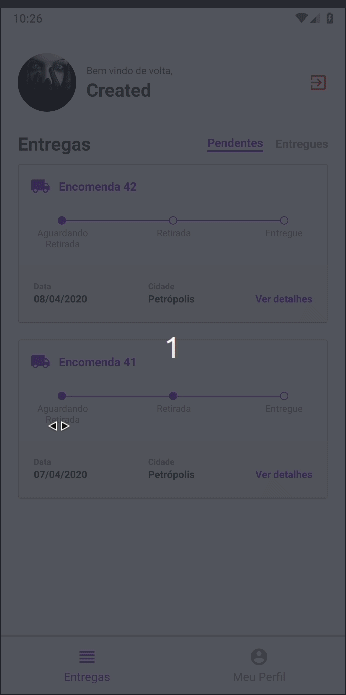 10:26
Bem vindo de volta,
Created
Entregas
Pendentes
Entregues
Encomenda 42
Aguardando
Retirada
Retirada
Entregue
Data
08/04/2020
Cidade
Petrópolis
Ver detalhes
1
Encomenda 41
Aguardando
Retirada
Retirada
Entregue
Data
07/04/2020
Cidade
Petrópolis
Ver detalhes
Entregas
Meu Perfil